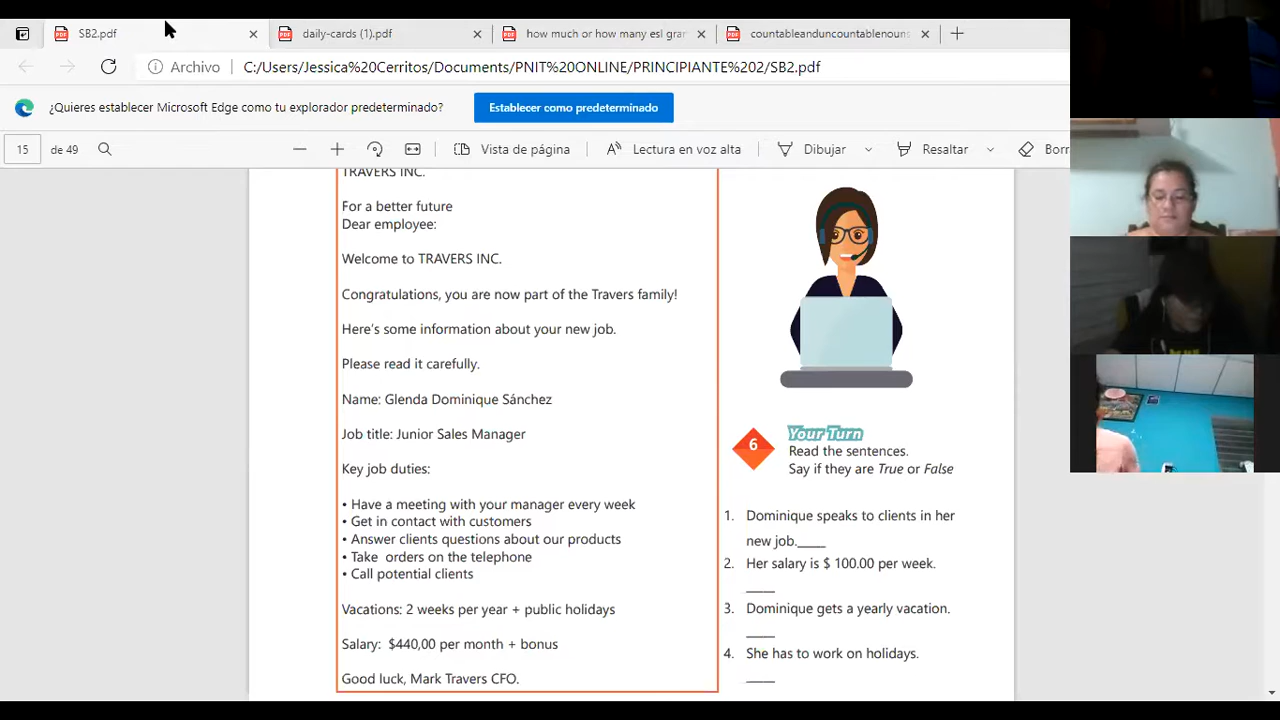 SB2.pdf
daily-cards (1).pdf
how much or how many esl gra
countableanduncountablenouns
Archivo
C:/Users/Jessica%20Cerritos/Documents/PNIT%20ONLINE/PRINCIPIANTE%202/SB2.pdf
¿Quieres establecer Microsoft Edge como tu explorador predeterminado?
Establecer como predeterminado
15 de 49
Vista de página
Lectura en voz alta
Dibujar
Resaltar
Borr
TRAVERS INC.
For a better future
Dear employee:
Welcome to TRAVERS INC.
Congratulations, you are now part of the Travers family!
Here's some information about your new job.
Please read it carefully.
Name: Glenda Dominique Sánchez
Job title: Junior Sales Manager
Key job duties:
• Have a meeting with your manager every week
• Get in contact with customers
• Answer clients questions about our products
• Take orders on the telephone
• Call potential clients
Vacations: 2 weeks per year + public holidays
Salary: $440,00 per month + bonus
Good luck, Mark Travers CFO.
6
Your Turn
Read the sentences.
Say if they are True or False
1. Dominique speaks to clients in her
new job.____
2. Her salary is $ 100.00 per week.
____
3. Dominique gets a yearly vacation.
____
4. She has to work on holidays.
____